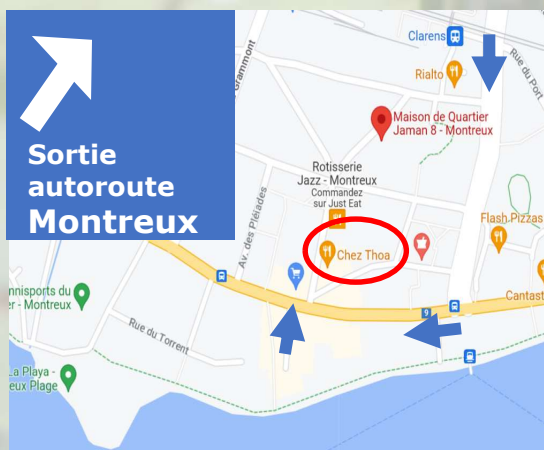 Sortie
autoroute
Montreux
Grammont
Clarens
Rialto
Rue du Port
Maison de Quartier
Jaman 8 - Montreux
Rotisserie
Jazz - Montreux
Commandez
sur Just Eat
Av. des Pléiades
Flash Pizzas
Chez Thoa
nnisports du
er - Montreux
Cantast
9
Rue du Torrent
La Playa -
eux Plage